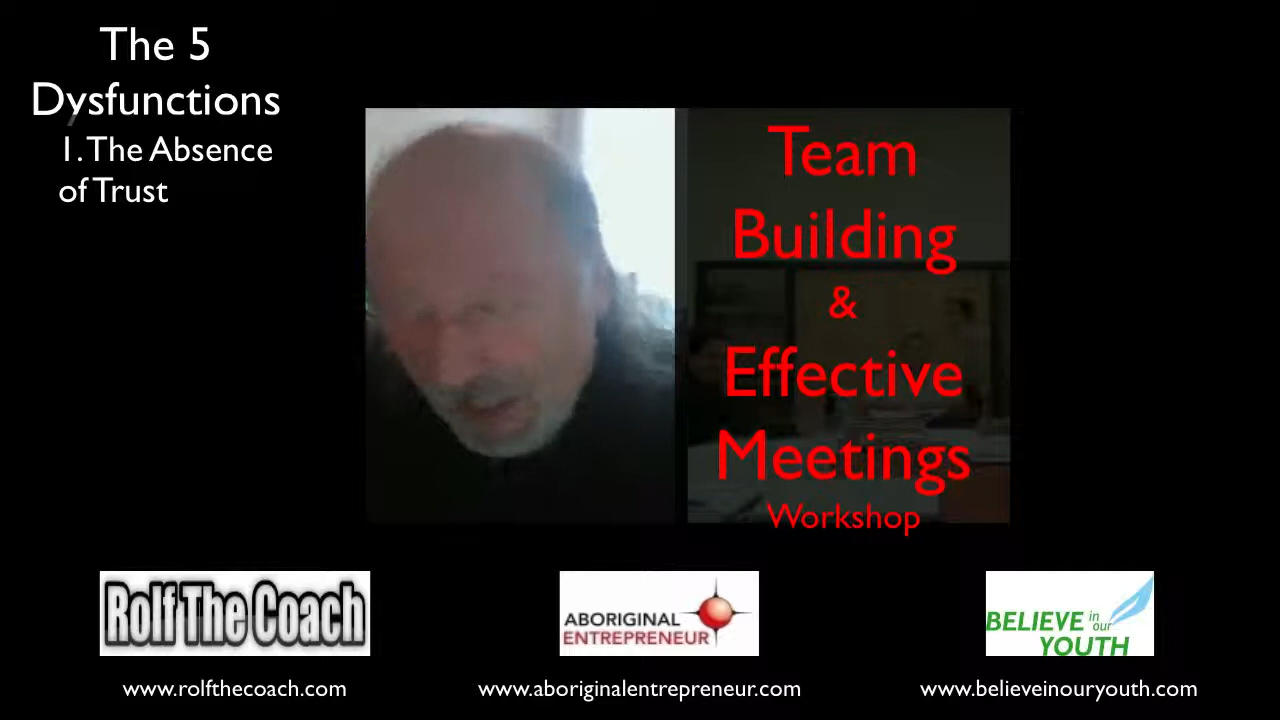 The 5
Dysfunctions
1. The Absence
of Trust
Team
Building
&
Effective
Meetings
Workshop
Rolf The Coach
ABORIGINAL
ENTREPRENEUR
BELIEVE in our
YOUTH
www.rolfthecoach.com
www.aboriginalentrepreneur.com
www.believeinouryouth.com